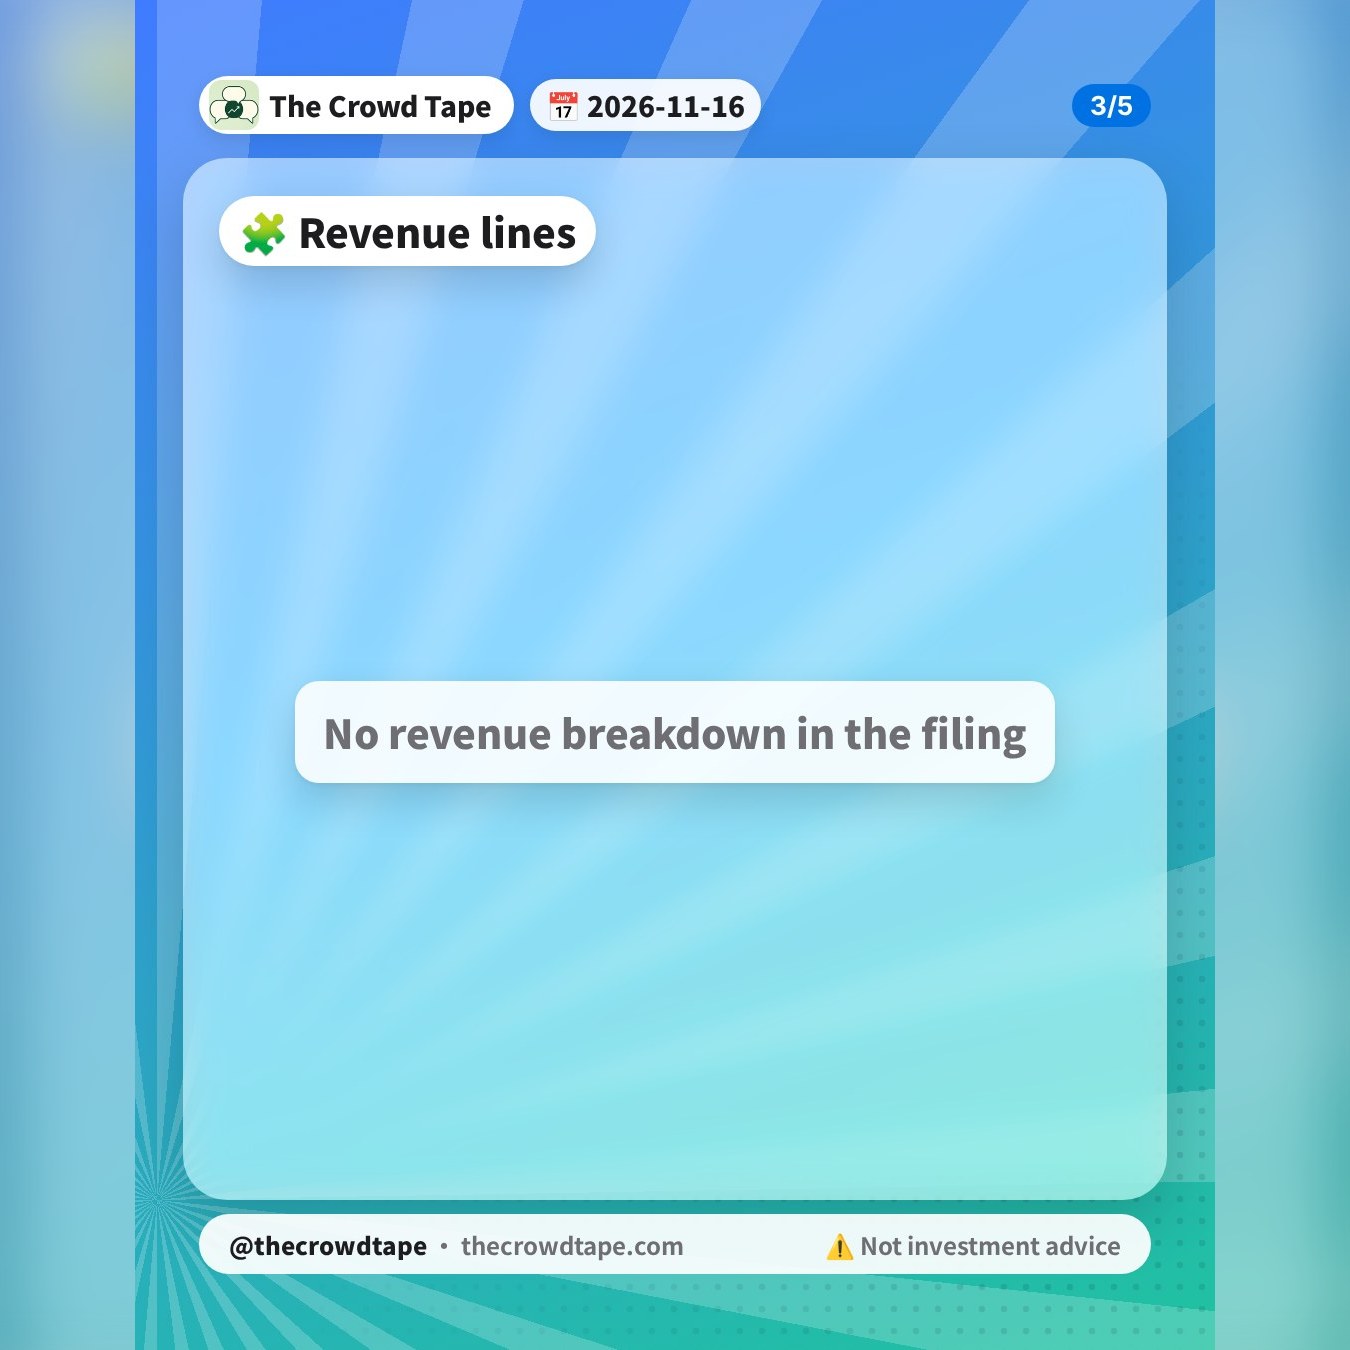 The Crowd Tape
📅 2026-11-16
3/5
🧩 Revenue lines
No revenue breakdown in the filing
@thecrowdtape • thecrowdtape.com
⚠️ Not investment advice